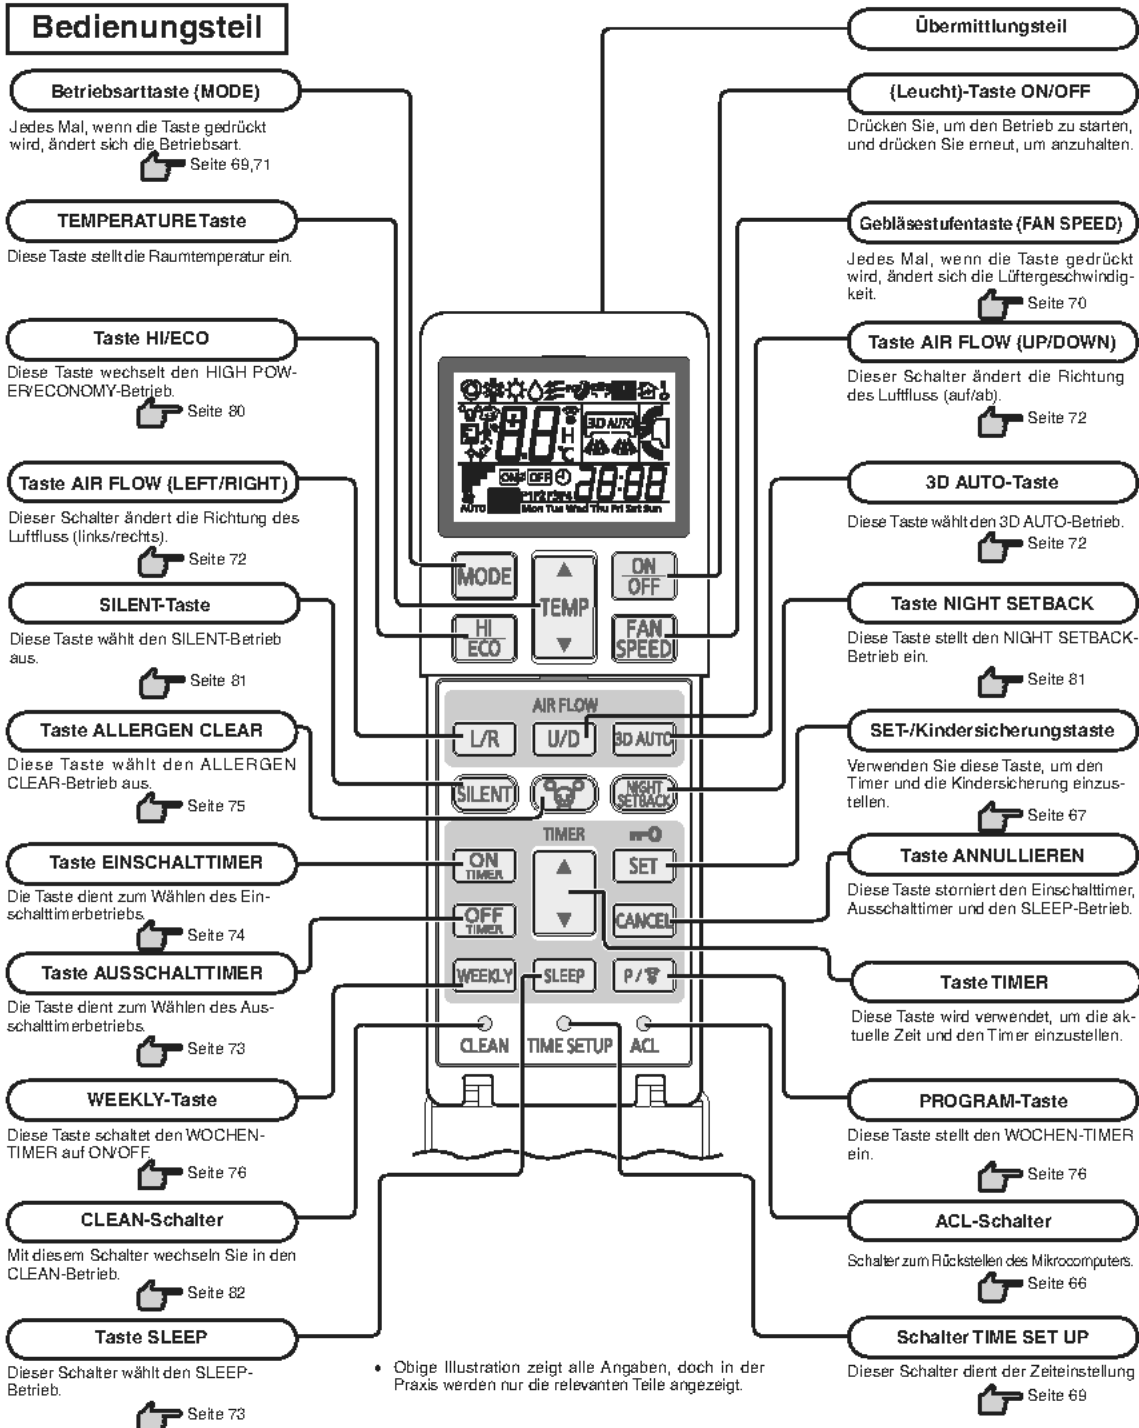 Bedienungsteil
Betriebsarttaste (MODE)
Jedes Mal, wenn die Taste gedrückt
wird, ändert sich die Betriebsart.
Seite 69,71
TEMPERATURE Taste
Diese Taste stellt die Raumtemperatur ein.
Taste HI/ECO
Diese Taste wechselt den HIGH POW-
ER/ECONOMY-Betrieb.
Seite 80
Taste AIR FLOW (LEFT/RIGHT)
Dieser Schalter ändert die Richtung des
Luftfluss (links/rechts).
Seite 72
SILENT-Taste
Diese Taste wählt den SILENT-Betrieb
aus.
Seite 81
Taste ALLERGEN CLEAR
Diese Taste wählt den ALLERGEN
CLEAR-Betrieb aus.
Seite 75
Taste EINSCHALTTIMER
Die Taste dient zum Wählen des Ein-
schalttimerbetriebs.
Seite 74
Taste AUSSCHALTTIMER
Die Taste dient zum Wählen des Aus-
schalttimerbetriebs.
Seite 73
WEEKLY-Taste
Diese Taste schaltet den WOCHEN-
TIMER auf ON/OFF.
Seite 76
CLEAN-Schalter
Mit diesem Schalter wechseln Sie in den
CLEAN-Betrieb.
Seite 82
Taste SLEEP
Dieser Schalter wählt den SLEEP-
Betrieb.
Seite 73
3D AUTO
8.8 H
°C
ON OFF 28:88
AUTO
Mon Tue Wed Thu Fri Sat Sun
MODE
TEMP
ON
OFF
HI
ECO
FAN
SPEED
AIR FLOW
L/R
U/D
3D AUTO
SILENT
NIGHT
SETBACK
TIMER
ON
TIMER
SET
OFF
TIMER
CANCEL
WEEKLY
SLEEP
P /
CLEAN
TIME SETUP
ACL
• Obige Illustration zeigt alle Angaben, doch in der
Praxis werden nur die relevanten Teile angezeigt.
Übermittlungsteil
(Leucht)-Taste ON/OFF
Drücken Sie, um den Betrieb zu starten,
und drücken Sie erneut, um anzuhalten.
Gebläsestufentaste (FAN SPEED)
Jedes Mal, wenn die Taste gedrückt
wird, ändert sich die Lüftergeschwindig-
keit.
Seite 70
Taste AIR FLOW (UP/DOWN)
Dieser Schalter ändert die Richtung
des Luftfluss (auf/ab).
Seite 72
3D AUTO-Taste
Diese Taste wählt den 3D AUTO-Betrieb.
Seite 72
Taste NIGHT SETBACK
Diese Taste stellt den NIGHT SETBACK-
Betrieb ein.
Seite 81
SET-/Kindersicherungstaste
Verwenden Sie diese Taste, um den
Timer und die Kindersicherung einzus-
tellen.
Seite 67
Taste ANNULLIEREN
Diese Taste storniert den Einschalttimer,
Ausschalttimer und den SLEEP-Betrieb.
Taste TIMER
Diese Taste wird verwendet, um die ak-
tuelle Zeit und den Timer einzustellen.
PROGRAM-Taste
Diese Taste stellt den WOCHEN-TIMER
ein.
Seite 76
ACL-Schalter
Schalter zum Rückstellen des Mikrocomputers.
Seite 66
Schalter TIME SET UP
Dieser Schalter dient der Zeiteinstellung
Seite 69